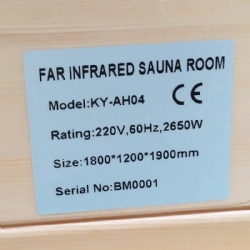 FAR INFRARED SAUNA ROOM
Model:KY-AH04 CE
Rating:220V,60Hz,2650W
Size:1800*1200*1900mm
Serial No:BM0001